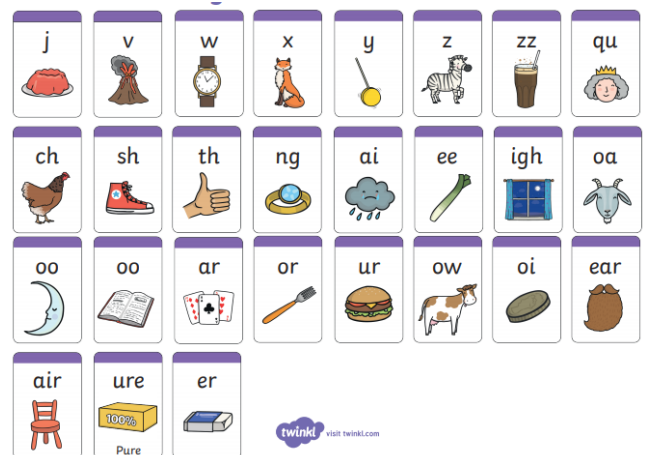 j v w x y z zz qu
ch sh th ng ai ee igh oa
oo oo ar or ur ow oi ear
air ure er
100%
Pure
twinkl visit twinkl.com